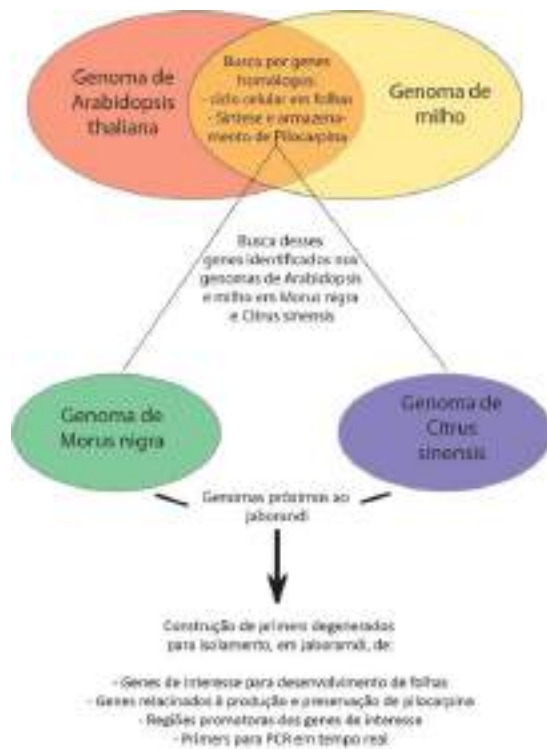 Genoma de
Arabidopsis
thaliana
Busca por genes
homólogos:
- ciclo celular em folhas
- Síntese e armazena-
mento de Pilocarpina
Genoma de
milho
Busca desses
genes identificados nos
genomas de Arabidopsis
e milho em Morus nigra
e Citrus sinensis
Genoma de
Morus nigra
Genoma de
Citrus
sinensis
Genomas próximos ao
jaborandi
Construção de primers degenerados
para isolamento, em jaborandi, de:
- Genes de interesse para desenvolvimento de folhas
- Genes relacionados à produção e preservação de pilocarpina
- Regiões promotoras dos genes de interesse
- Primers para PCR em tempo real